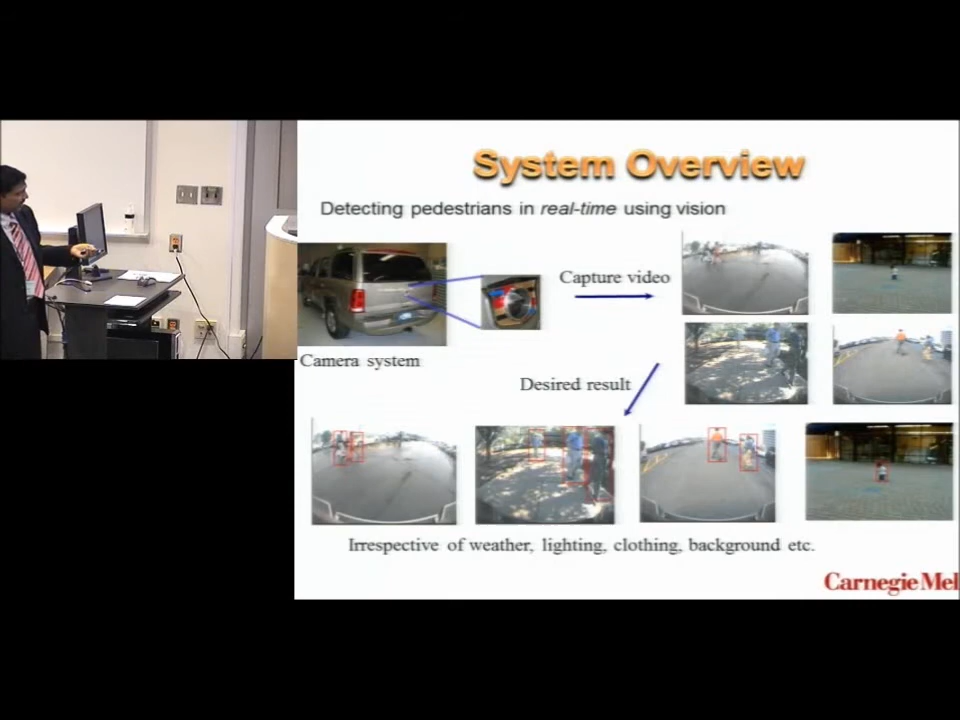 System Overview
Detecting pedestrians in real-time using vision
Capture video
Camera system
Desired result
Irrespective of weather, lighting, clothing, background etc.
Carnegie Mel